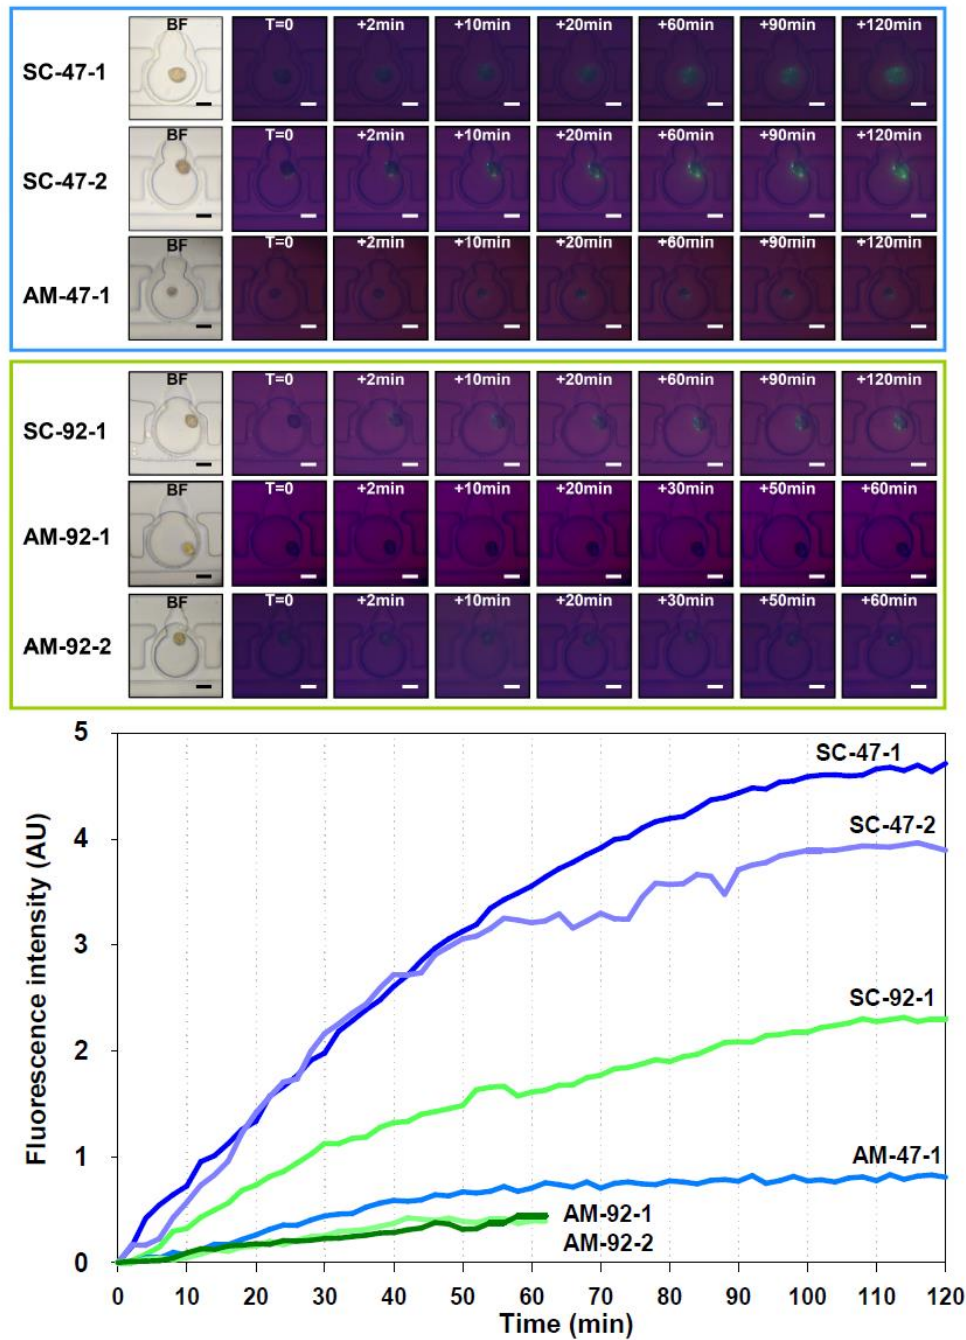 BF T=0 +2min +10min +20min +60min +90min +120min
SC-47-1
BF T=0 +2min +10min +20min +60min +90min +120min
SC-47-2
BF T=0 +2min +10min +20min +60min +90min +120min
AM-47-1
BF T=0 +2min +10min +20min +60min +90min +120min
SC-92-1
BF T=0 +2min +10min +20min +30min +50min +60min
AM-92-1
BF T=0 +2min +10min +20min +30min +50min +60min
AM-92-2
5
4
3
2
1
0
Fluorescence intensity (AU)
SC-47-1
SC-47-2
SC-92-1
AM-47-1
AM-92-1
AM-92-2
0 10 20 30 40 50 60 70 80 90 100 110 120
Time (min)